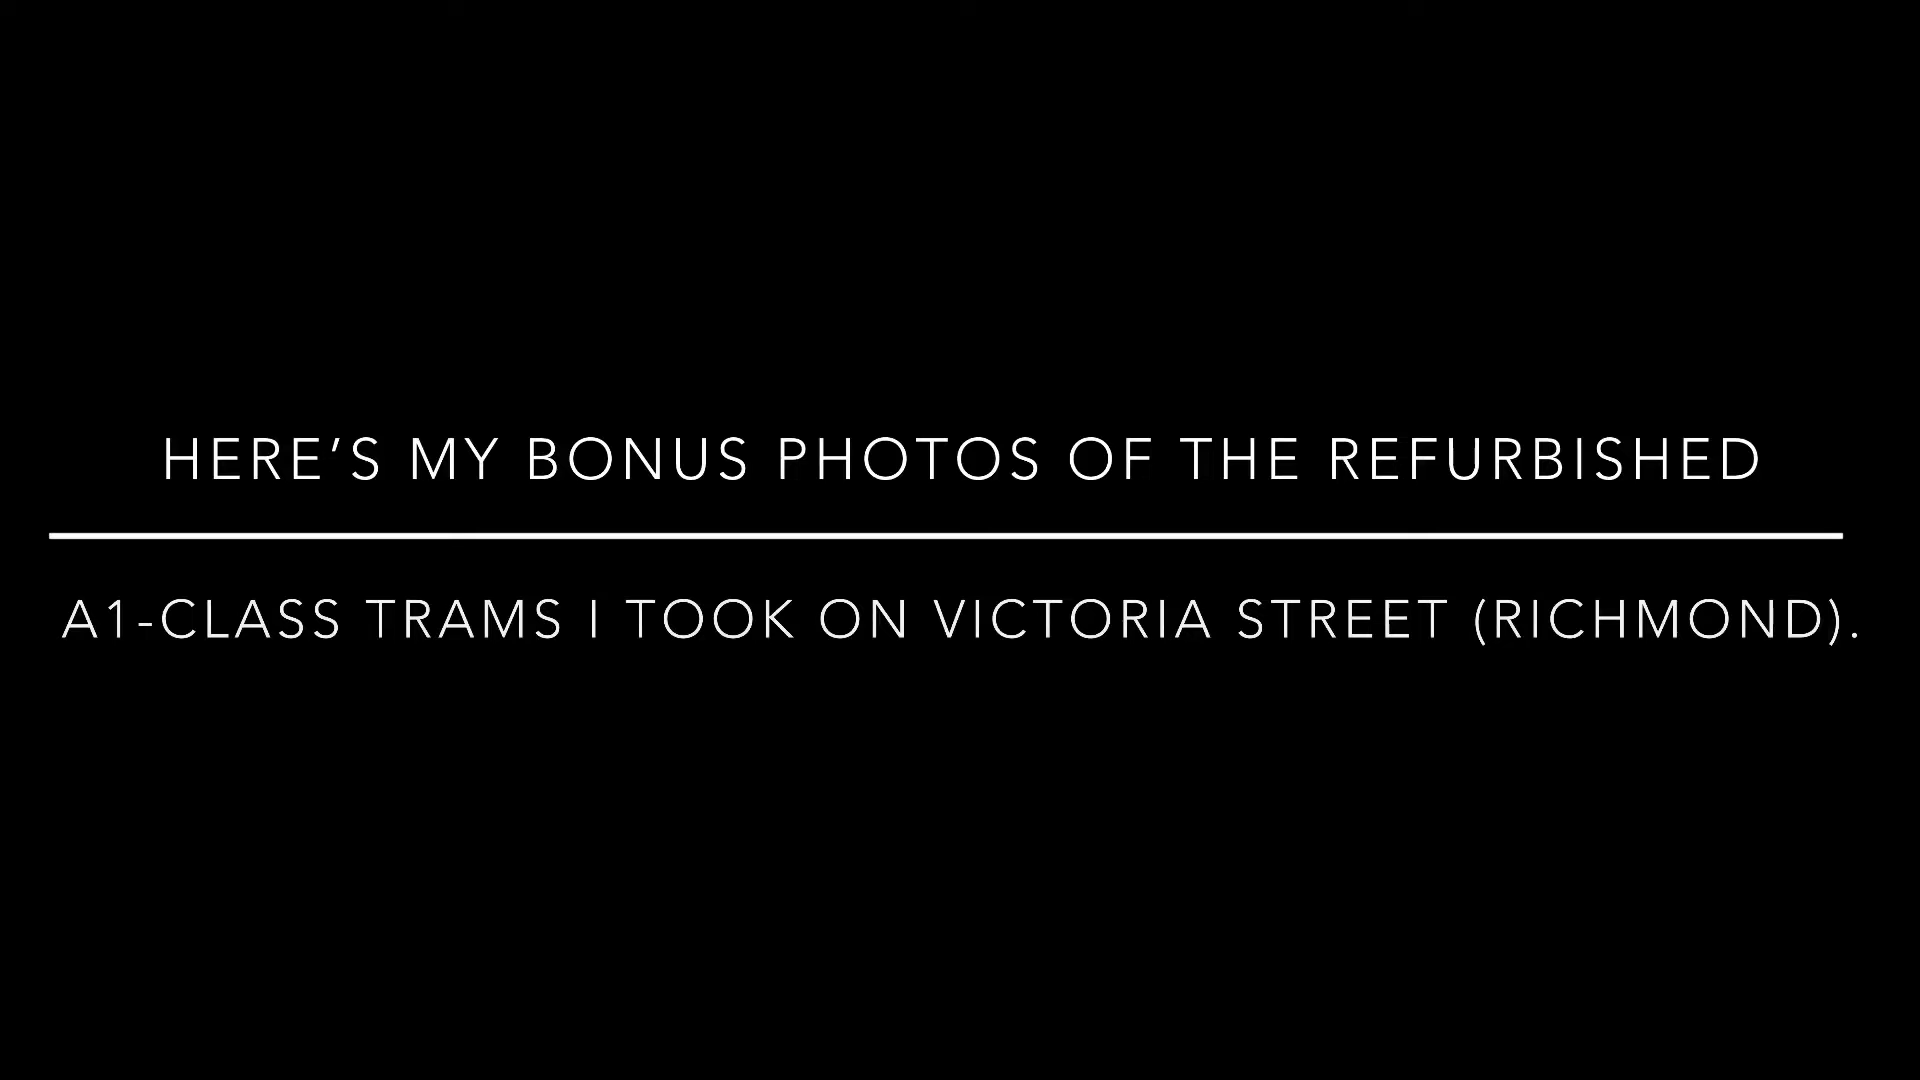 HERE’S MY BONUS PHOTOS OF THE REFURBISHED
A1-CLASS TRAMS I TOOK ON VICTORIA STREET (RICHMOND).